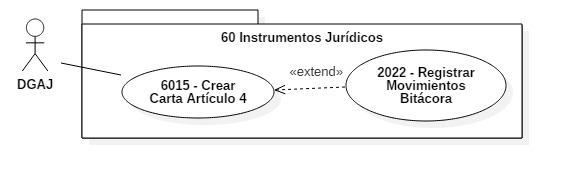 60 Instrumentos Jurídicos
DGAJ
6015 - Crear
Carta Artículo 4
«extend»
2022 - Registrar
Movimientos
Bitácora